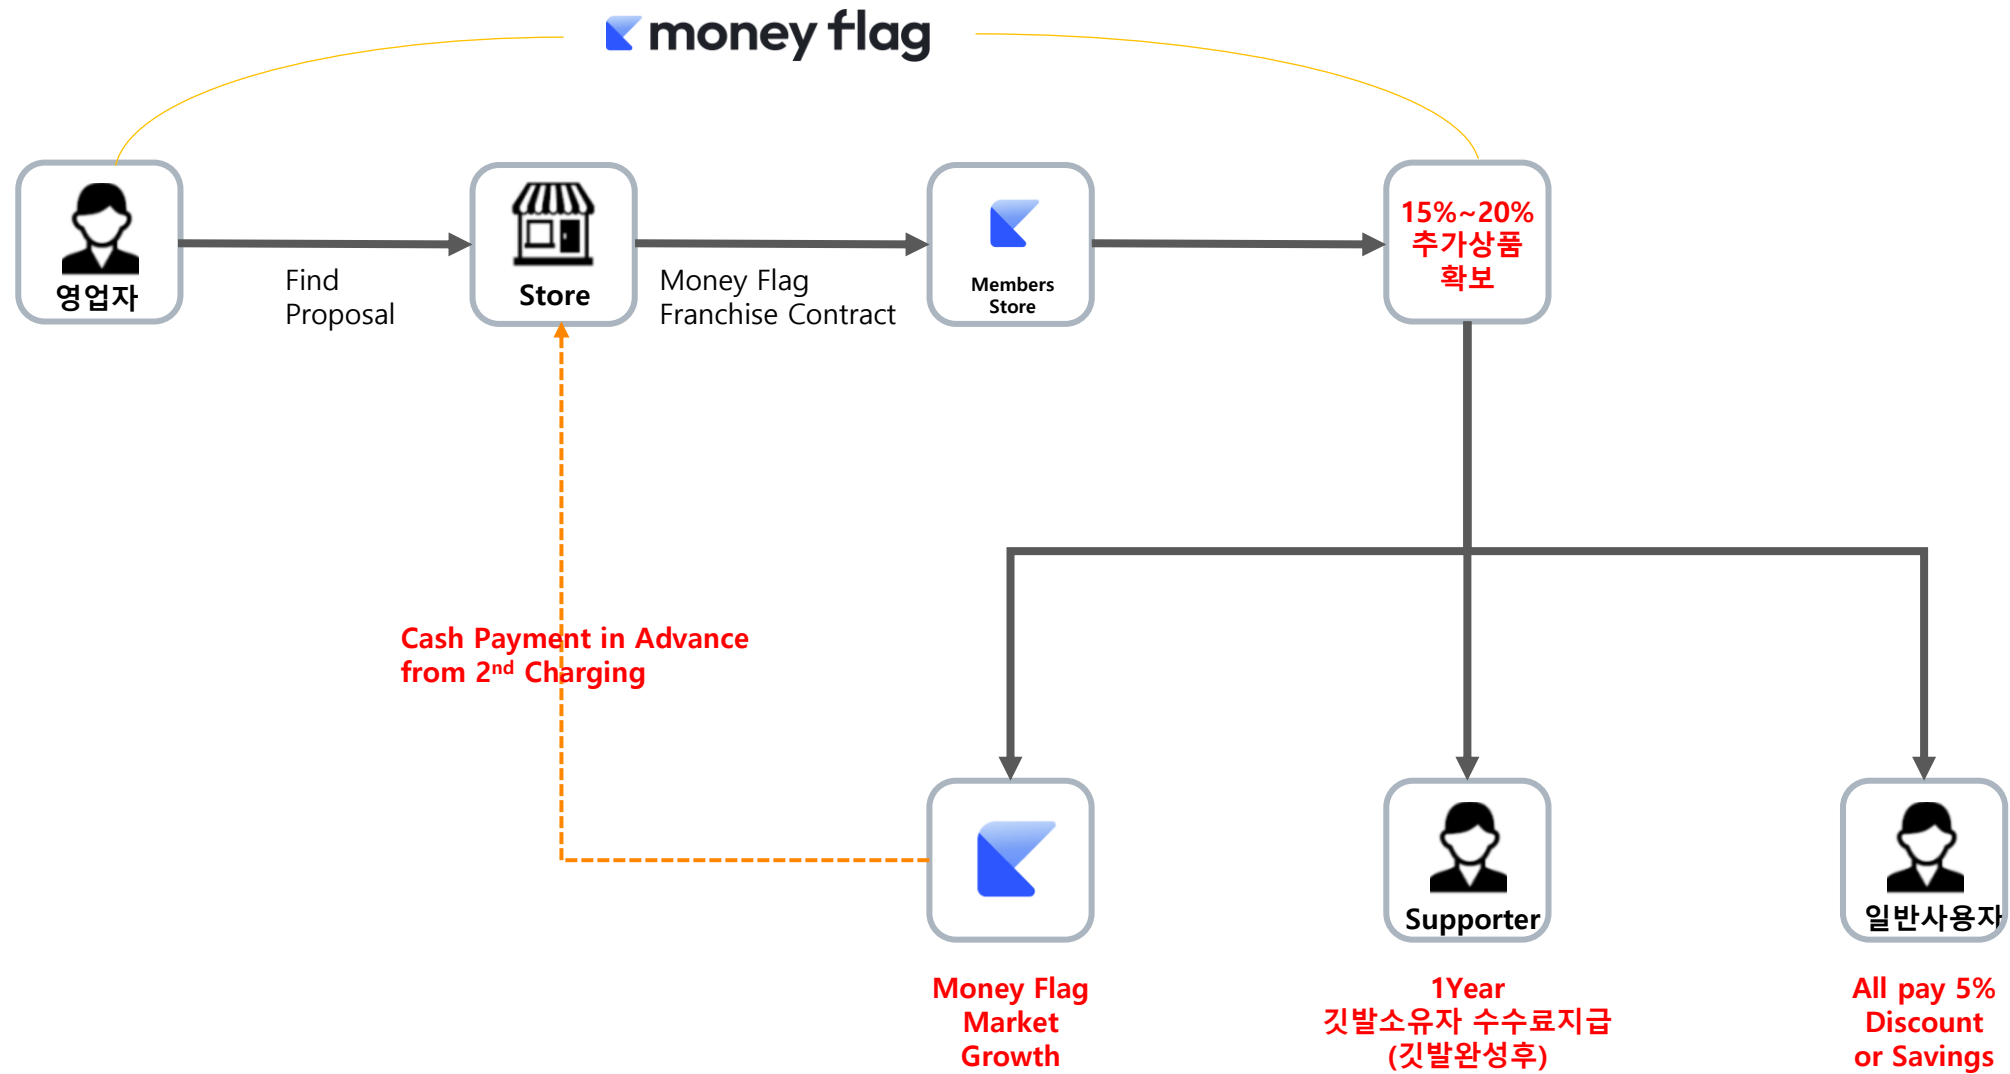 money flag
영업자
Find
Proposal
Store
Money Flag
Franchise Contract
Members
Store
15%~20%
추가상품
확보
Cash Payment in Advance
from 2nd Charging
Supporter
일반사용자
Money Flag
Market
Growth
1Year
깃발소유자 수수료지급
(깃발완성후)
All pay 5%
Discount
or Savings